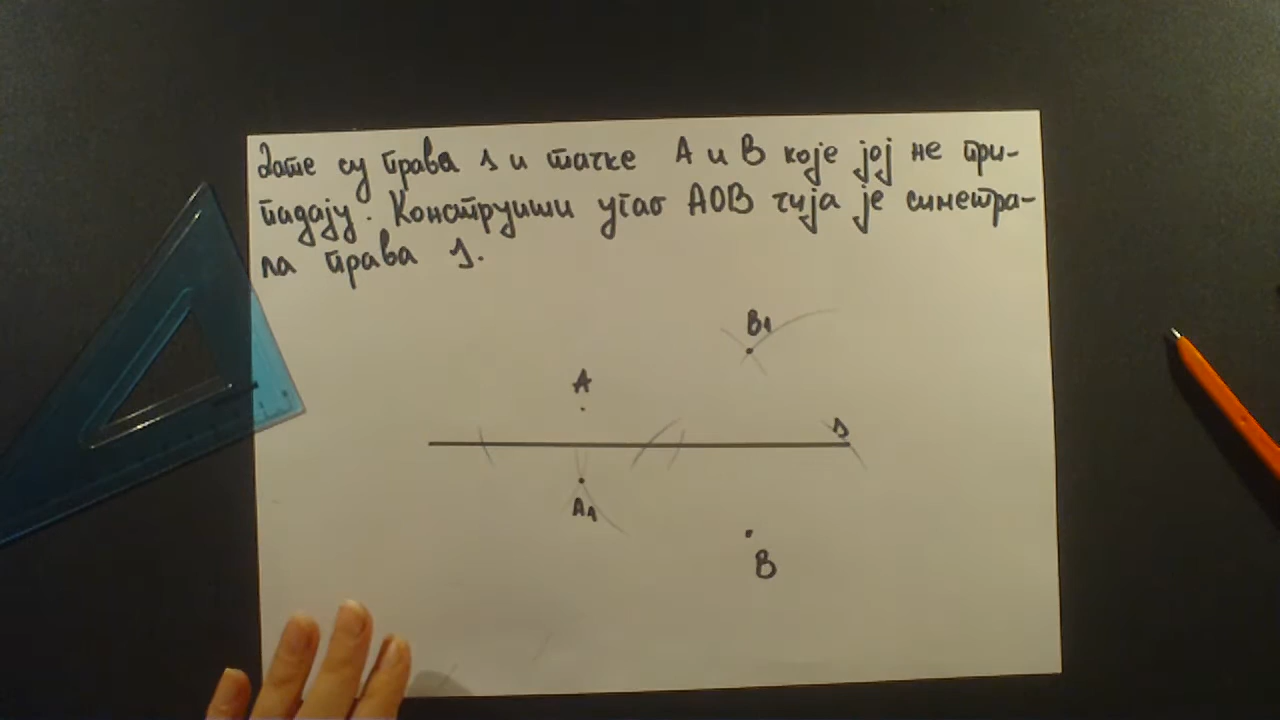 Дате су права s и тачке A и B које јој не при-
падају. Конструиши угао AOB чија је симетра-
ла права s.
B1
A
s
A1
B